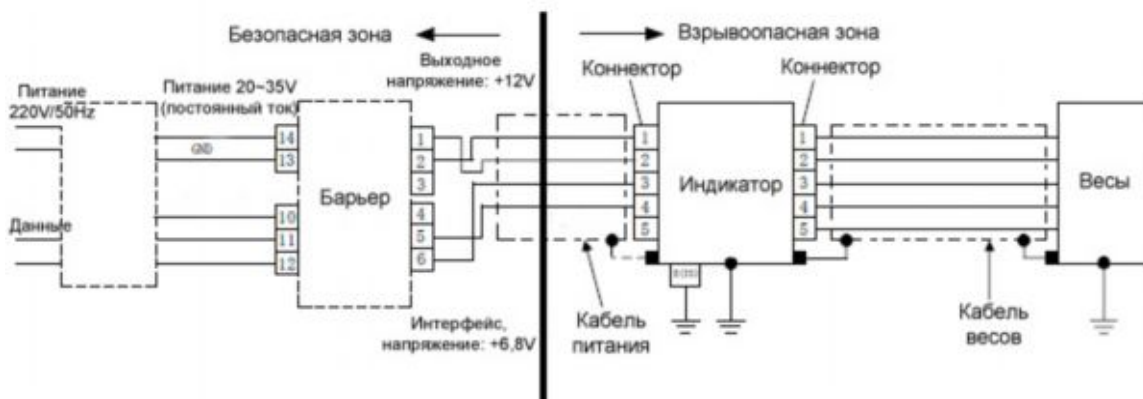 Безопасная зона
Взрывоопасная зона
Выходное
напряжение: +12V
Коннектор
Коннектор
Питание
220V/50Hz
Питание 20~35V
(постоянный ток)
GND
14
13
10
11
12
Барьер
1
2
3
4
5
6
1
2
3
4
5
Индикатор
1
2
3
4
5
Весы
Данные
Интерфейс,
напряжение: +6,8V
Кабель
питания
Кабель
весов